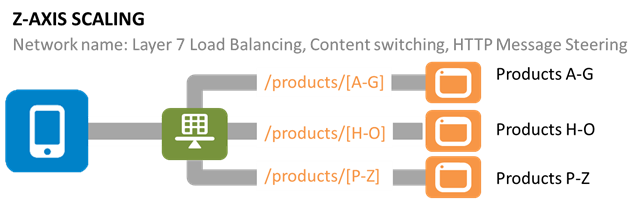 Z-AXIS SCALING
Network name: Layer 7 Load Balancing, Content switching, HTTP Message Steering
/products/[A-G]
Products A-G
/products/[H-O]
Products H-O
/products/[P-Z]
Products P-Z